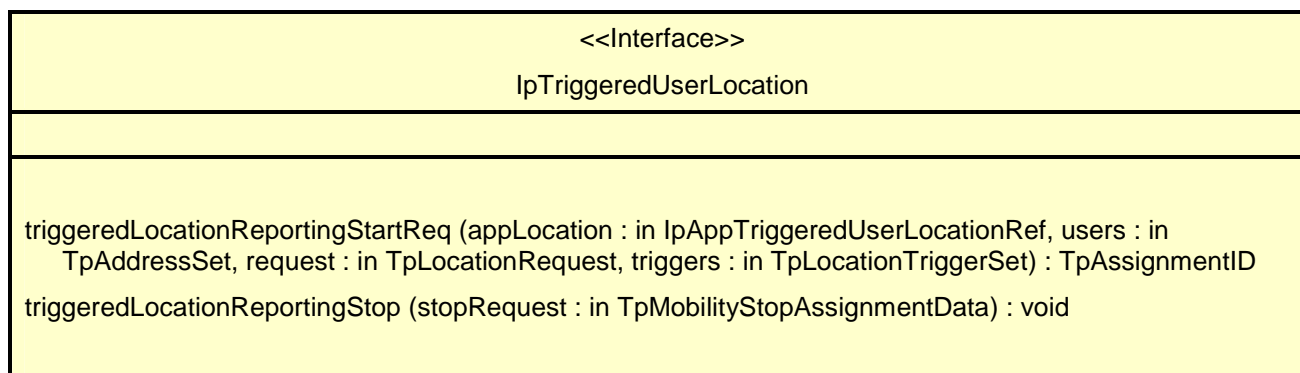 <<Interface>>
IpTriggeredUserLocation
triggeredLocationReportingStartReq (appLocation : in IpAppTriggeredUserLocationRef, users : in
TpAddressSet, request : in TpLocationRequest, triggers : in TpLocationTriggerSet) : TpAssignmentID
triggeredLocationReportingStop (stopRequest : in TpMobilityStopAssignmentData) : void